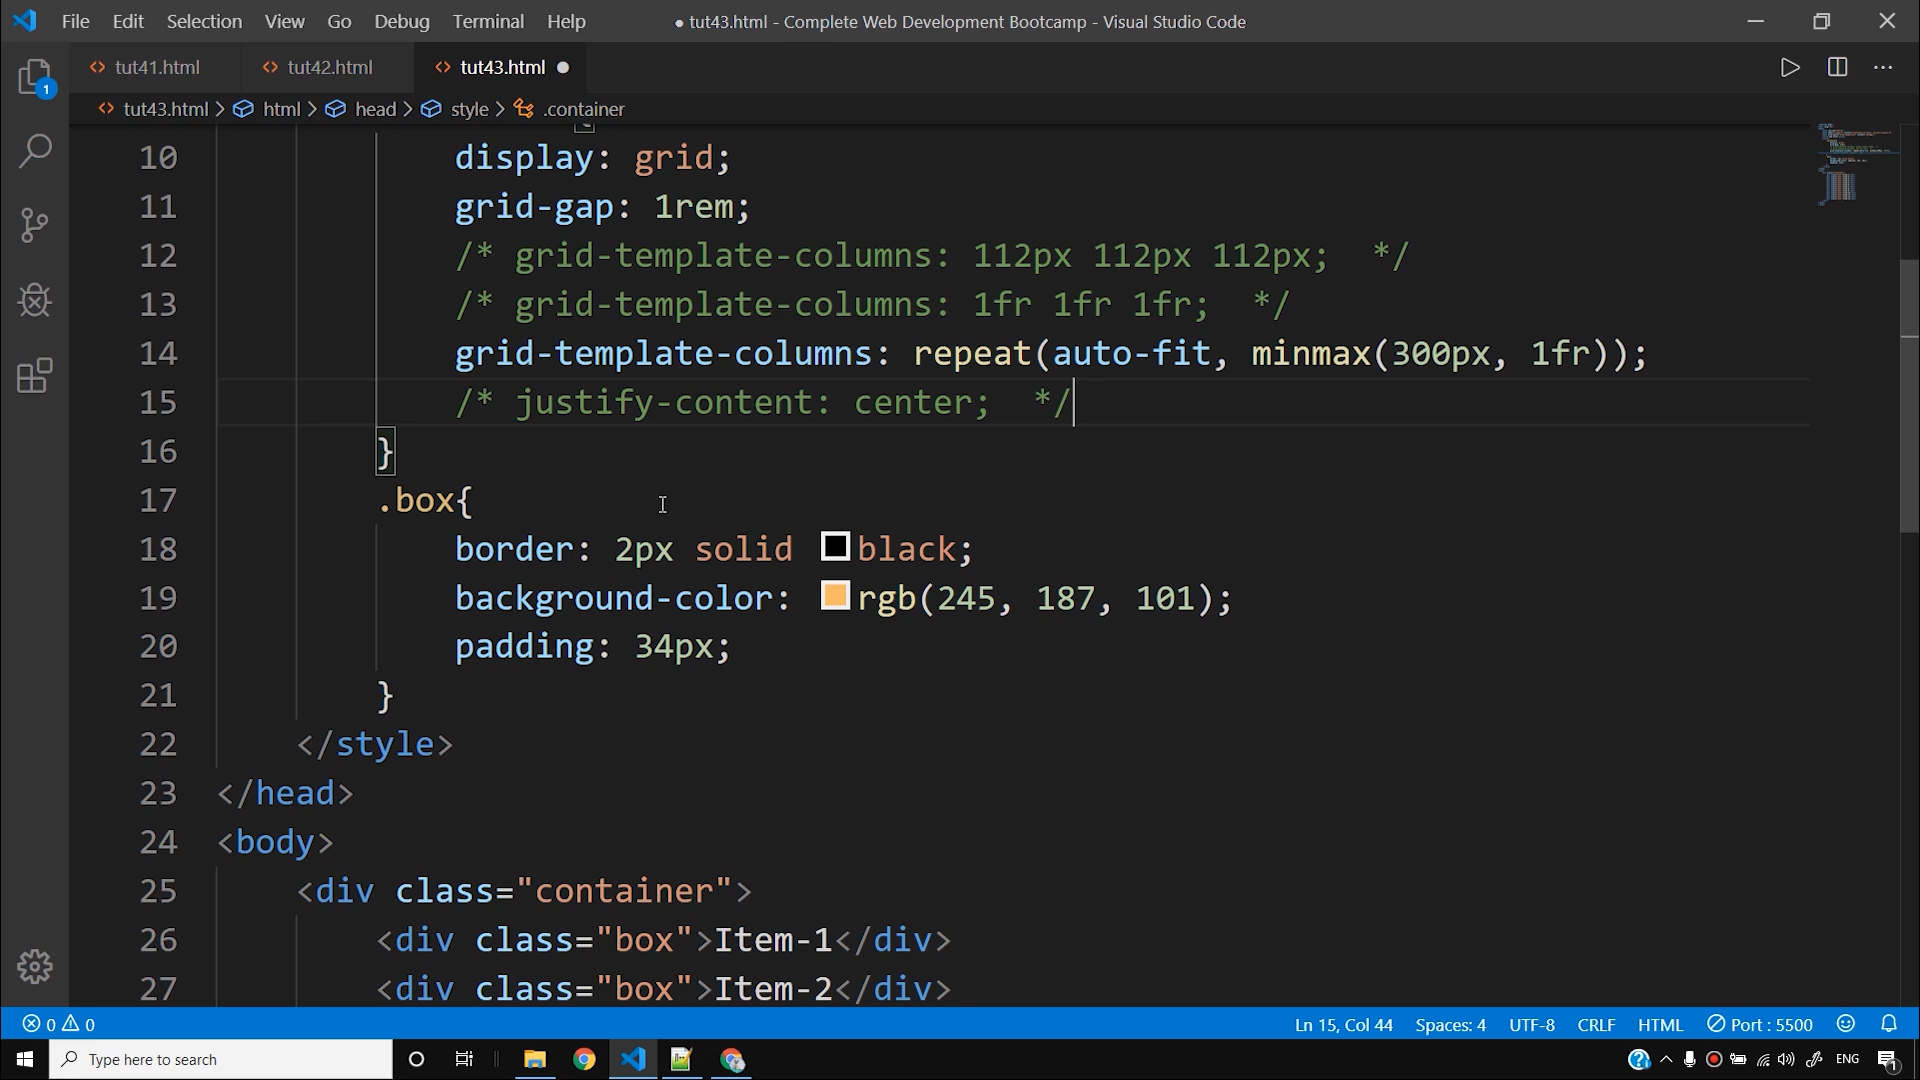 File Edit Selection View Go Debug Terminal Help ● tut43.html - Complete Web Development Bootcamp - Visual Studio Code
tut41.html tut42.html tut43.html ●
1
tut43.html > html > head > style > .container
10 display: grid;
11 grid-gap: 1rem;
12 /* grid-template-columns: 112px 112px 112px;  */
13 /* grid-template-columns: 1fr 1fr 1fr;  */
14 grid-template-columns: repeat(auto-fit, minmax(300px, 1fr));
15 /* justify-content: center;  */
16 }
17 .box{
18 border: 2px solid black;
19 background-color: rgb(245, 187, 101);
20 padding: 34px;
21 }
22 </style>
23 </head>
24 <body>
25 <div class="container">
26 <div class="box">Item-1</div>
27 <div class="box">Item-2</div>
0 0 Ln 15, Col 44 Spaces: 4 UTF-8 CRLF HTML Port : 5500
Type here to search ENG 1